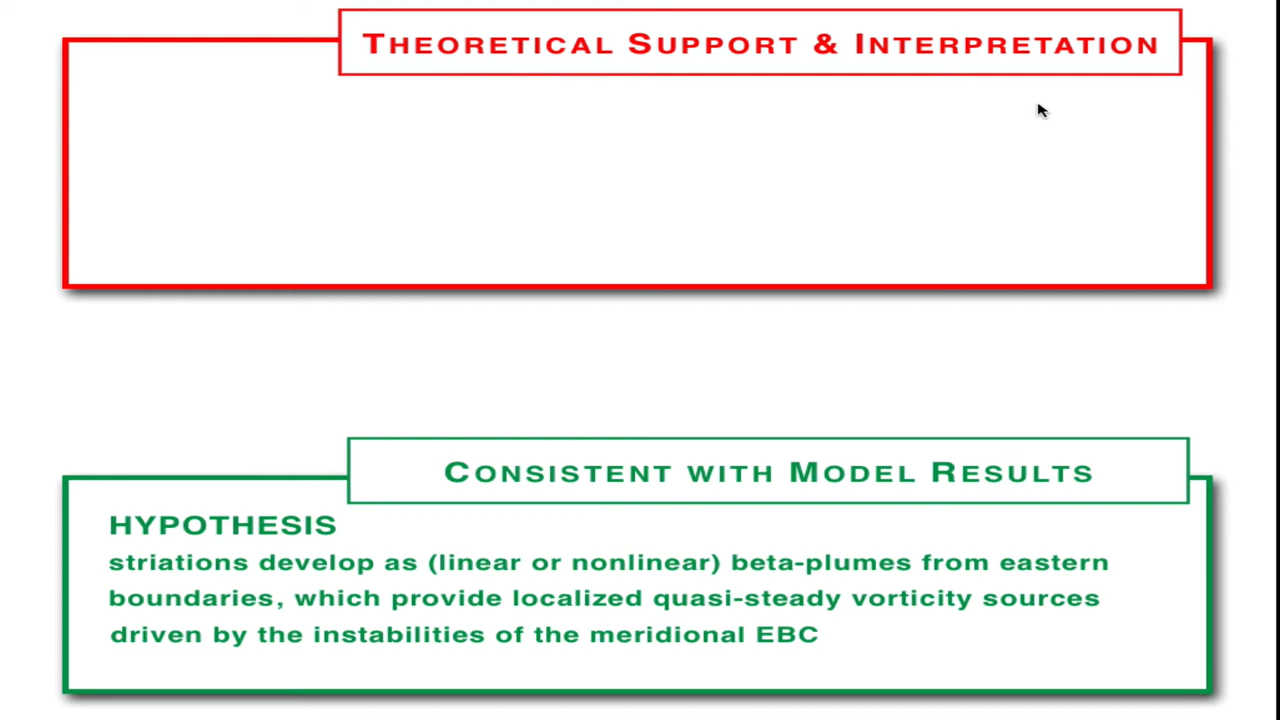 THEORETICAL SUPPORT & INTERPRETATION
CONSISTENT WITH MODEL RESULTS
HYPOTHESIS
striations develop as (linear or nonlinear) beta-plumes from eastern
boundaries, which provide localized quasi-steady vorticity sources
driven by the instabilities of the meridional EBC